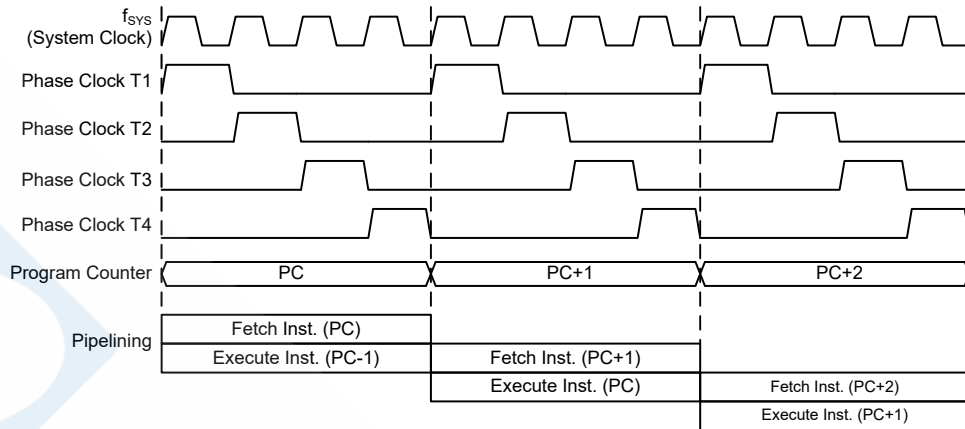 fSYS
(System Clock)
Phase Clock T1
Phase Clock T2
Phase Clock T3
Phase Clock T4
Program Counter PC PC+1 PC+2
Pipelining
Fetch Inst. (PC)
Execute Inst. (PC-1) Fetch Inst. (PC+1)
Execute Inst. (PC) Fetch Inst. (PC+2)
Execute Inst. (PC+1)